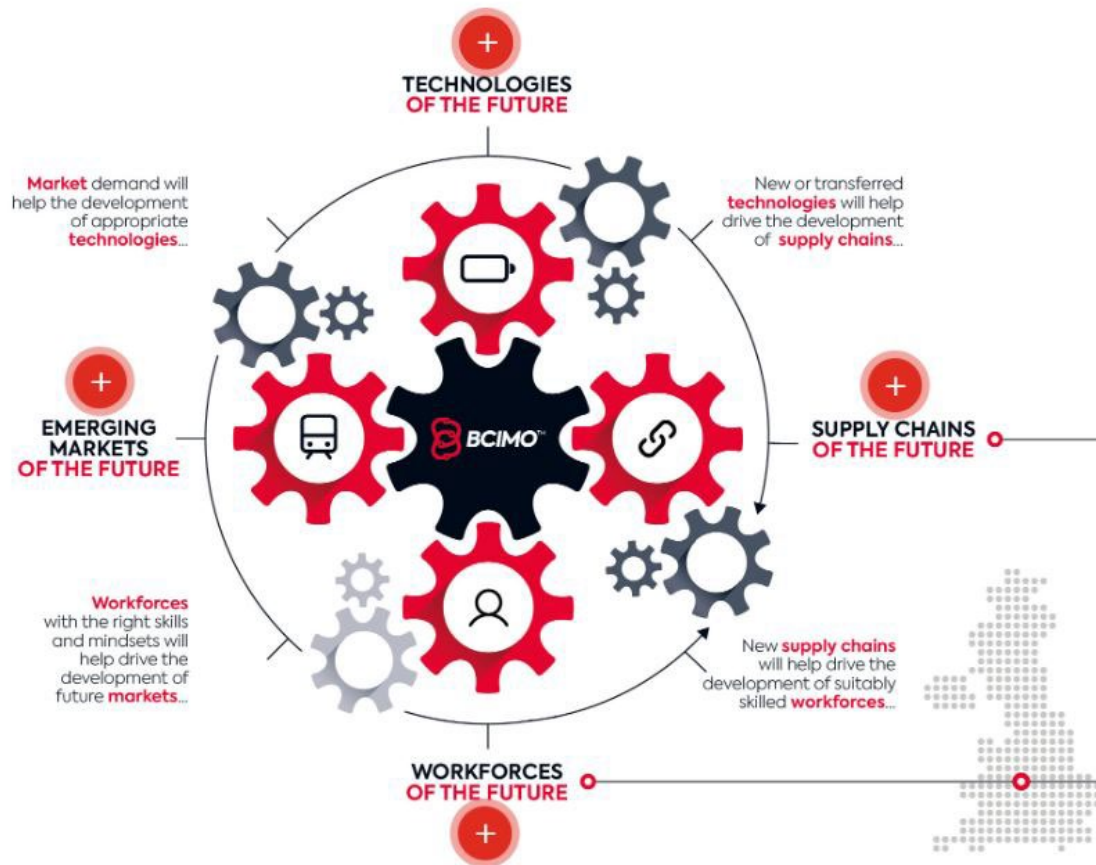 TECHNOLOGIES
OF THE FUTURE
Market demand will
help the development
of appropriate
technologies...
New or transferred
technologies will help
drive the development
of supply chains...
EMERGING
MARKETS
OF THE FUTURE
BCIMO™
SUPPLY CHAINS
OF THE FUTURE
Workforces
with the right skills
and mindsets will
help drive the
development of
future markets...
New supply chains
will help drive the
development of suitably
skilled workforces...
WORKFORCES
OF THE FUTURE